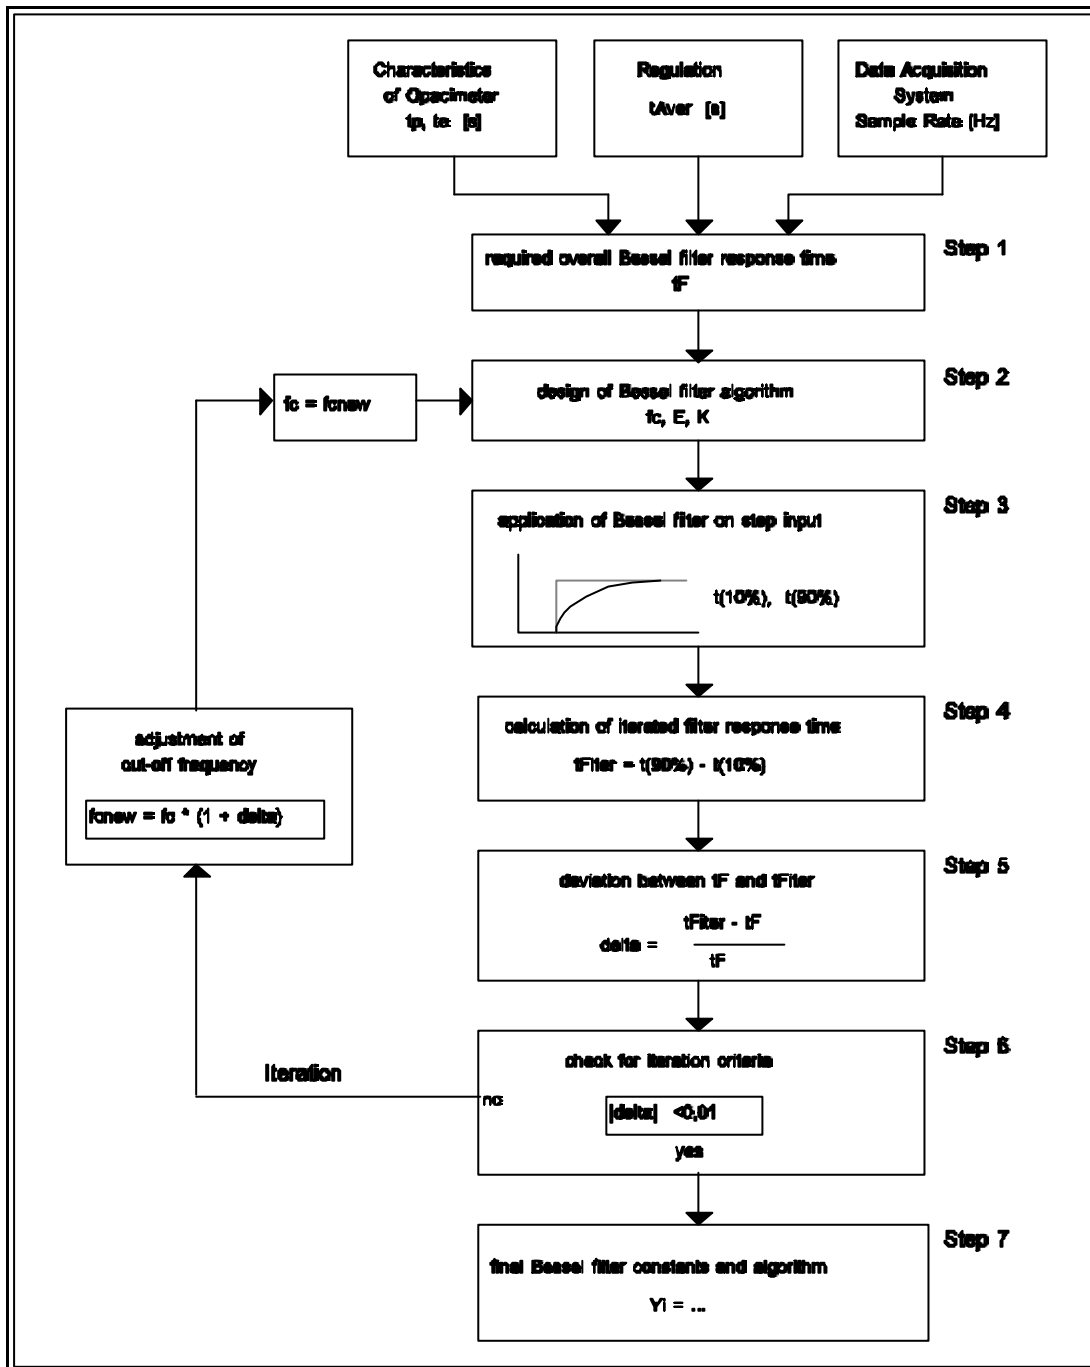 Characteristics
of Opacimeter
tp, te [s]
Regulation
tAver [s]
Data Acquisition
System
Sample Rate [Hz]
Step 1
required overall Bessel filter response time
tF
Step 2
fc = fcnew
design of Bessel filter algorithm
fc, E, K
Step 3
application of Bessel filter on step input
t(10%), t(90%)
Step 4
calculation of iterated filter response time
tFilter = t(90%) - t(10%)
adjustment of
cut-off frequency
fcnew = fc * (1 + delta)
Step 5
deviation between tF and tFilter
delta =
tFilter - tF
tF
Step 6
check for iteration criteria
Iteration
no
|delta| <0,01
yes
Step 7
final Bessel filter constants and algorithm
Yi = ...